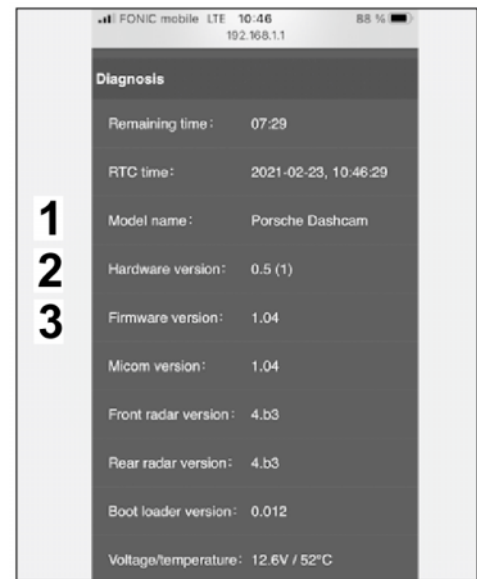 FONIC mobile LTE 10:46 88 %
192.168.1.1
Diagnosis
Remaining time: 07:29
RTC time: 2021-02-23, 10:46:29
1 Model name: Porsche Dashcam
2 Hardware version: 0.5 (1)
3 Firmware version: 1.04
Micom version: 1.04
Front radar version: 4.b3
Rear radar version: 4.b3
Boot loader version: 0.012
Voltage/temperature: 12.6V / 52°C